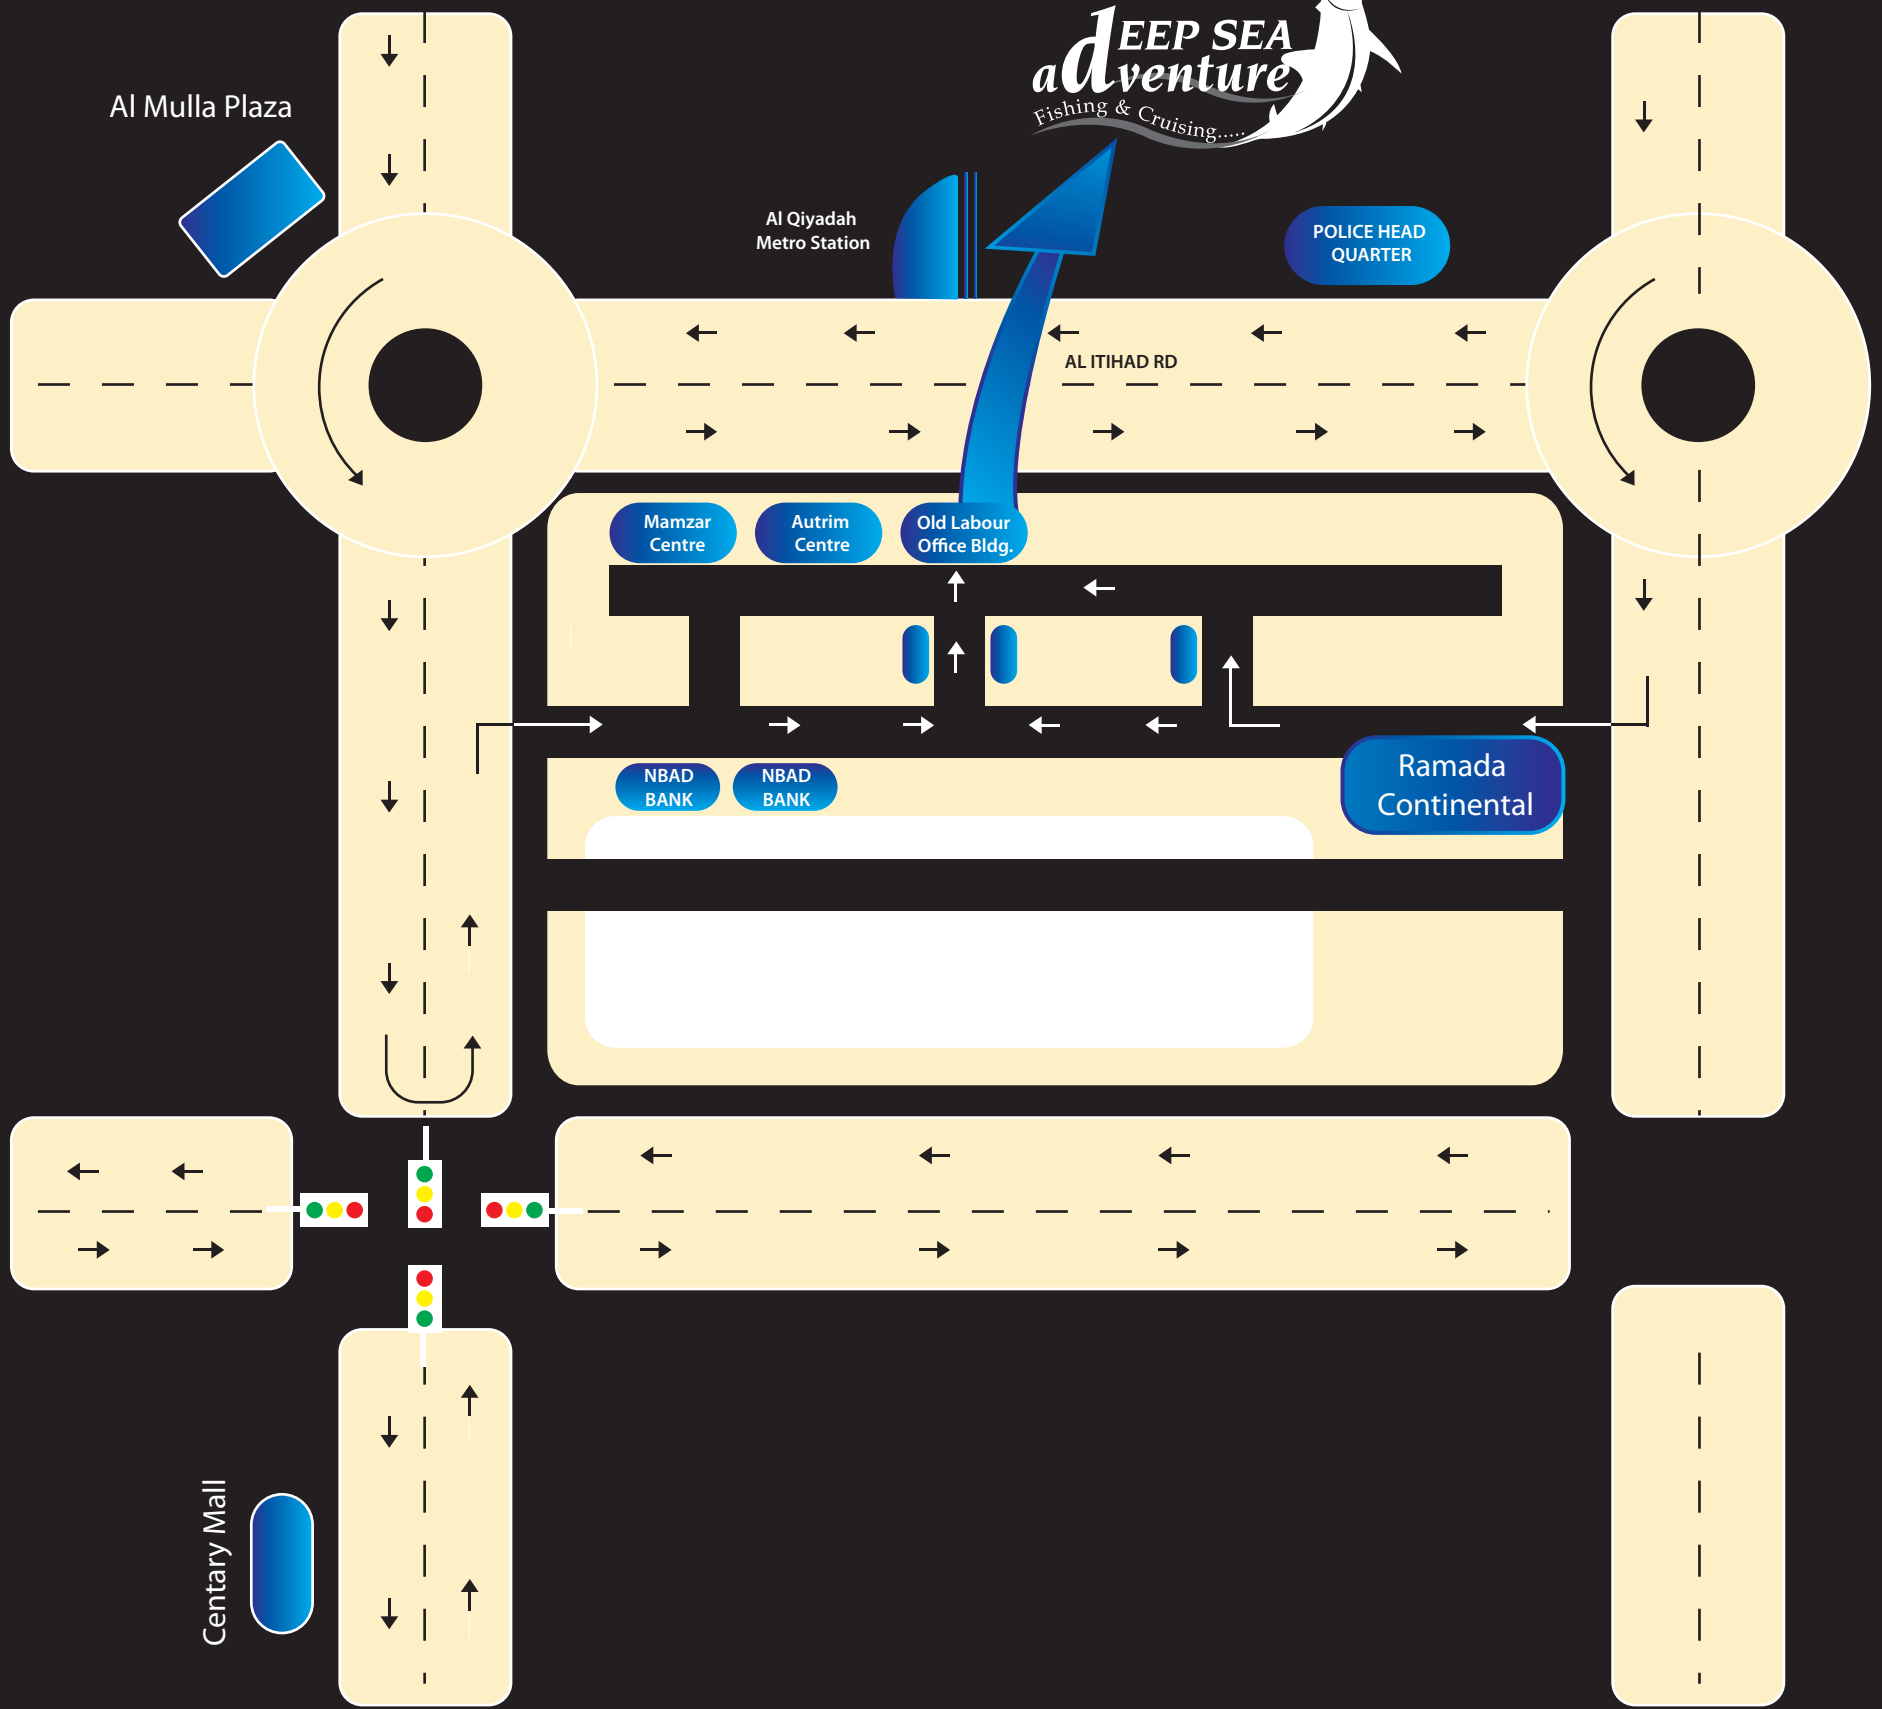 dEEP SEA
adventure
Fishing & Cruising.....
Al Mulla Plaza
Al Qiyadah
Metro Station
POLICE HEAD
QUARTER
AL ITIHAD RD
Mamzar
Centre
Autrim
Centre
Old Labour
Office Bldg.
NBAD
BANK
NBAD
BANK
Ramada
Continental
Centary Mall